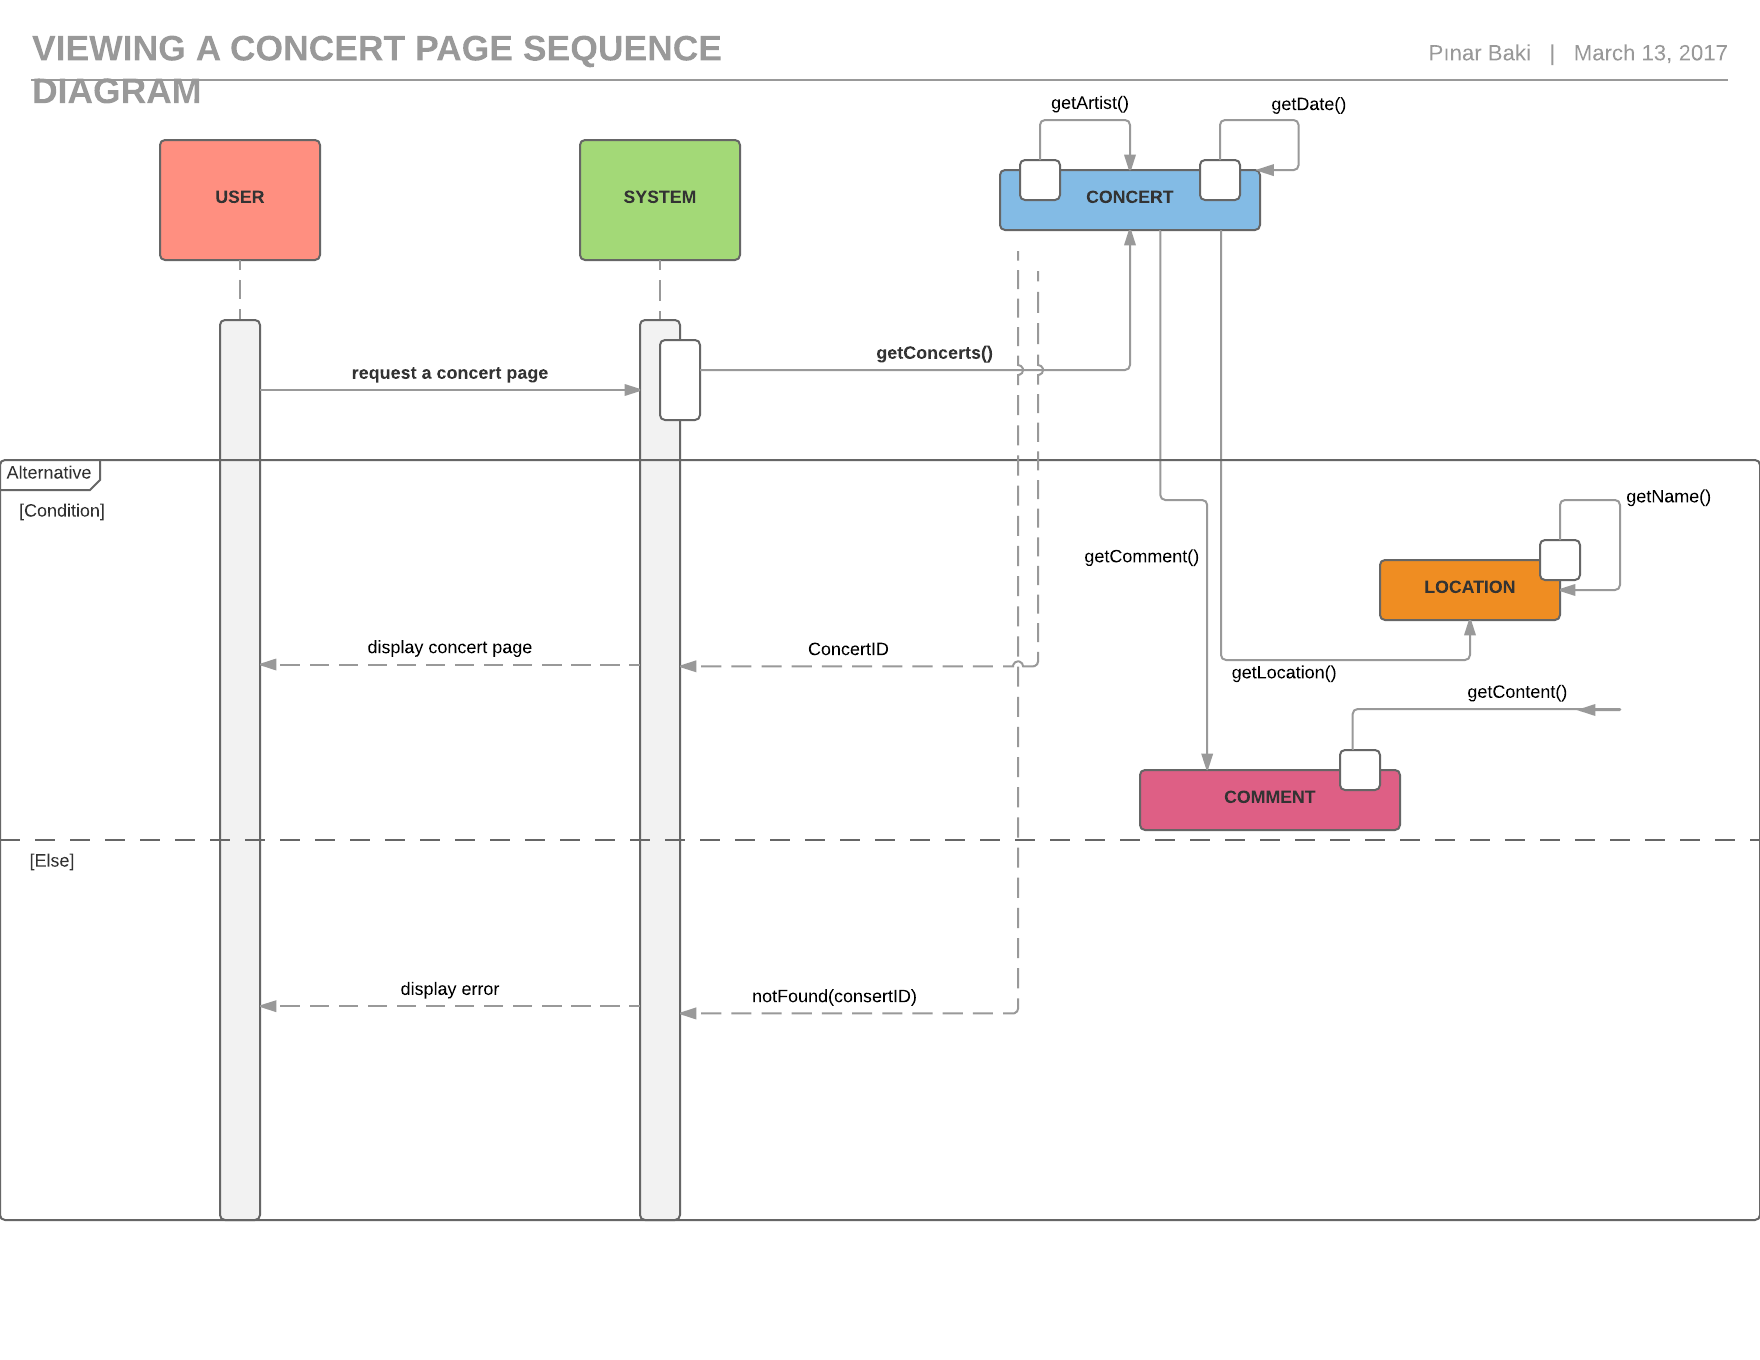 VIEWING A CONCERT PAGE SEQUENCE
DIAGRAM
Pınar Baki | March 13, 2017
getArtist()
getDate()
USER
SYSTEM
CONCERT
getConcerts()
request a concert page
Alternative
[Condition]
getName()
getComment()
LOCATION
display concert page
ConcertID
getLocation()
getContent()
COMMENT
[Else]
display error
notFound(consertID)